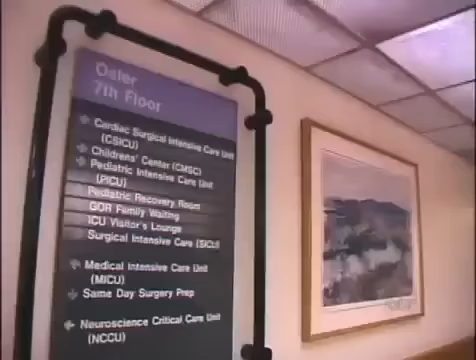 Osler
7th Floor
Cardiac Surgical Intensive Care Unit
(CSICU)
Childrens' Center (CMSC)
Pediatric Intensive Care Unit
(PICU)
Pediatric Recovery Room
GOR Family Waiting
ICU Visitor's Lounge
Surgical Intensive Care (SICU)
Medical Intensive Care Unit
(MICU)
Same Day Surgery Prep
Neuroscience Critical Care Unit
(NCCU)